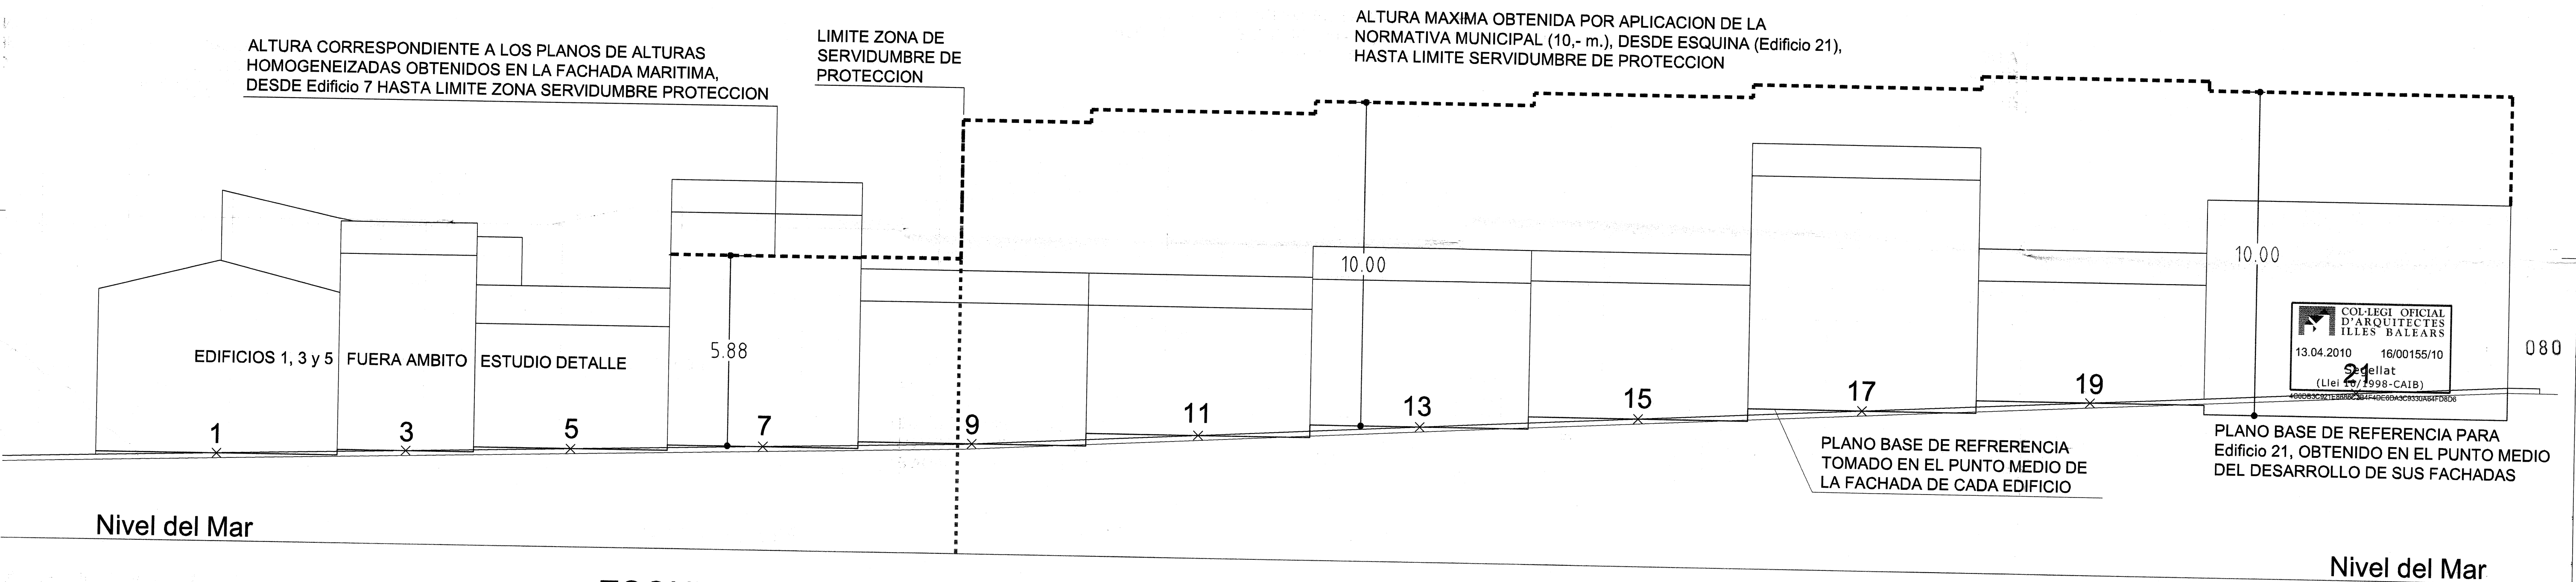 ALTURA CORRESPONDIENTE A LOS PLANOS DE ALTURAS
HOMOGENEIZADAS OBTENIDOS EN LA FACHADA MARITIMA,
DESDE Edificio 7 HASTA LIMITE ZONA SERVIDUMBRE PROTECCION
LIMITE ZONA DE
SERVIDUMBRE DE
PROTECCION
ALTURA MAXIMA OBTENIDA POR APLICACION DE LA
NORMATIVA MUNICIPAL (10,- m.), DESDE ESQUINA (Edificio 21),
HASTA LIMITE SERVIDUMBRE DE PROTECCION
10.00
10.00
5.88
EDIFICIOS 1, 3 y 5 FUERA AMBITO ESTUDIO DETALLE
COL·LEGI OFICIAL
D'ARQUITECTES
ILLES BALEARS
13.04.2010 16/00155/10
Segellat
(Llei 10/1998-CAIB)
080
1
3
5
7
9
11
13
15
17
19
21
PLANO BASE DE REFRERENCIA
TOMADO EN EL PUNTO MEDIO DE
LA FACHADA DE CADA EDIFICIO
PLANO BASE DE REFERENCIA PARA
Edificio 21, OBTENIDO EN EL PUNTO MEDIO
DEL DESARROLLO DE SUS FACHADAS
Nivel del Mar
Nivel del Mar